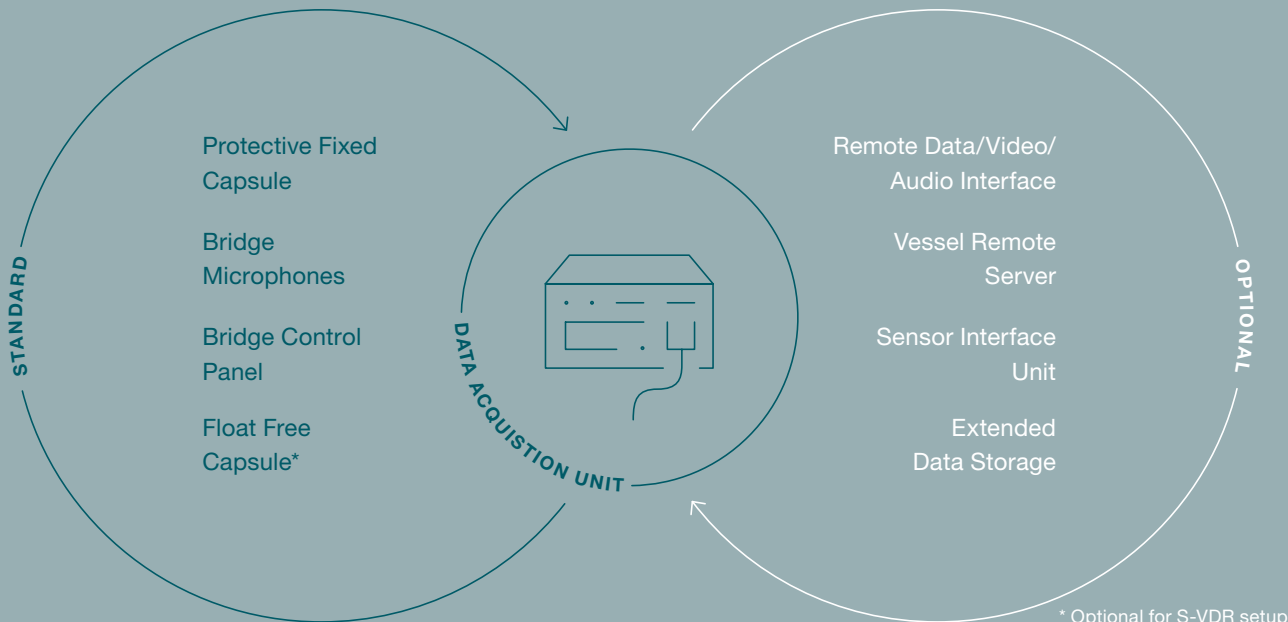 STANDARD
Protective Fixed
Capsule
Bridge
Microphones
Bridge Control
Panel
Float Free
Capsule*
DATA ACQUISTION UNIT
Remote Data/Video/
Audio Interface
Vessel Remote
Server
Sensor Interface
Unit
Extended
Data Storage
OPTIONAL
* Optional for S-VDR setup